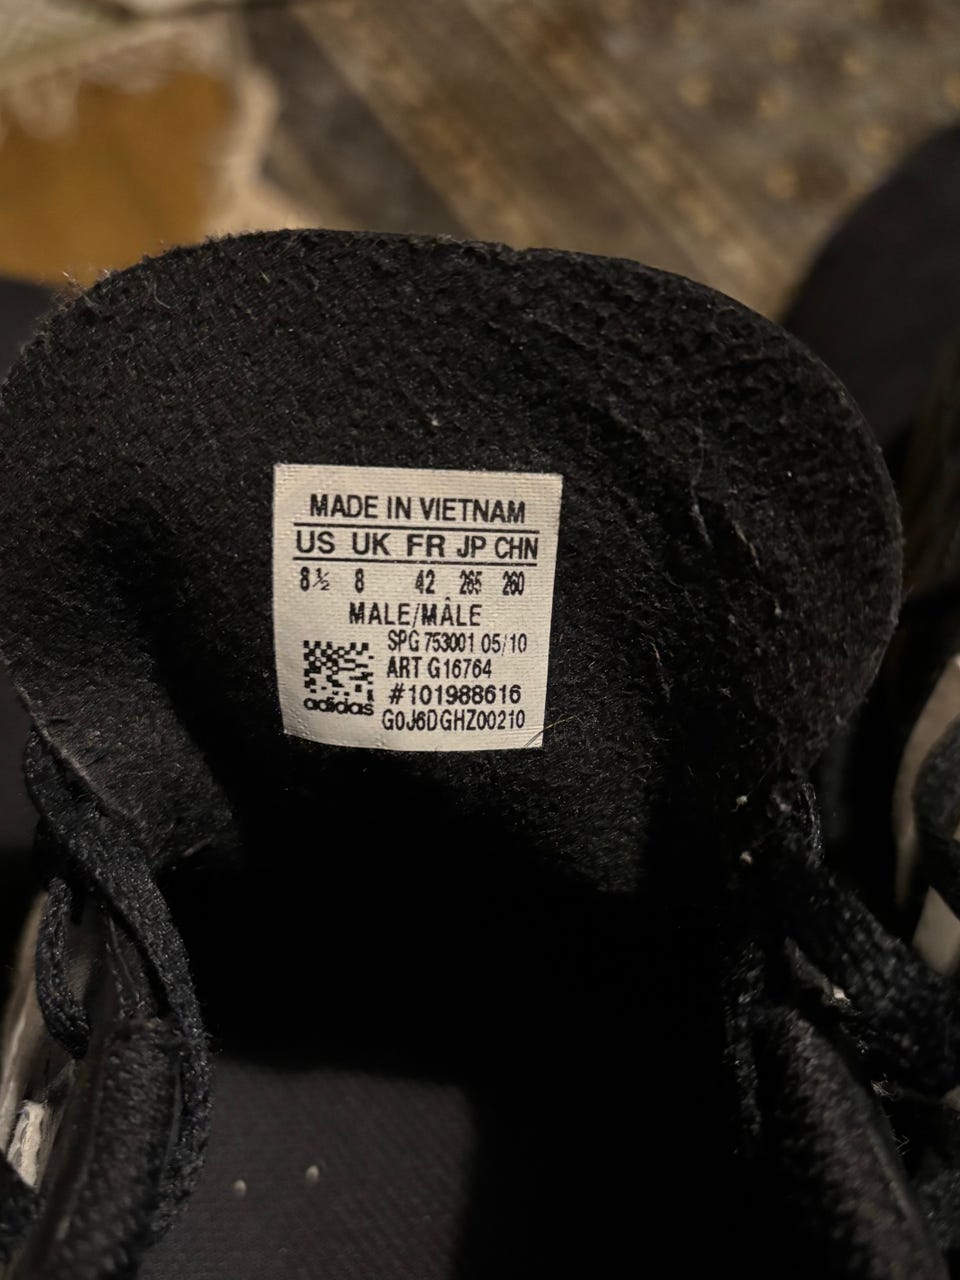 MADE IN VIETNAM
US UK FR JP CHN
8½ 8 42 265 260
MALE/MÂLE
SPG 753001 05/10
ART G16764
#101988616
adidas
G0J6DGHZ00210